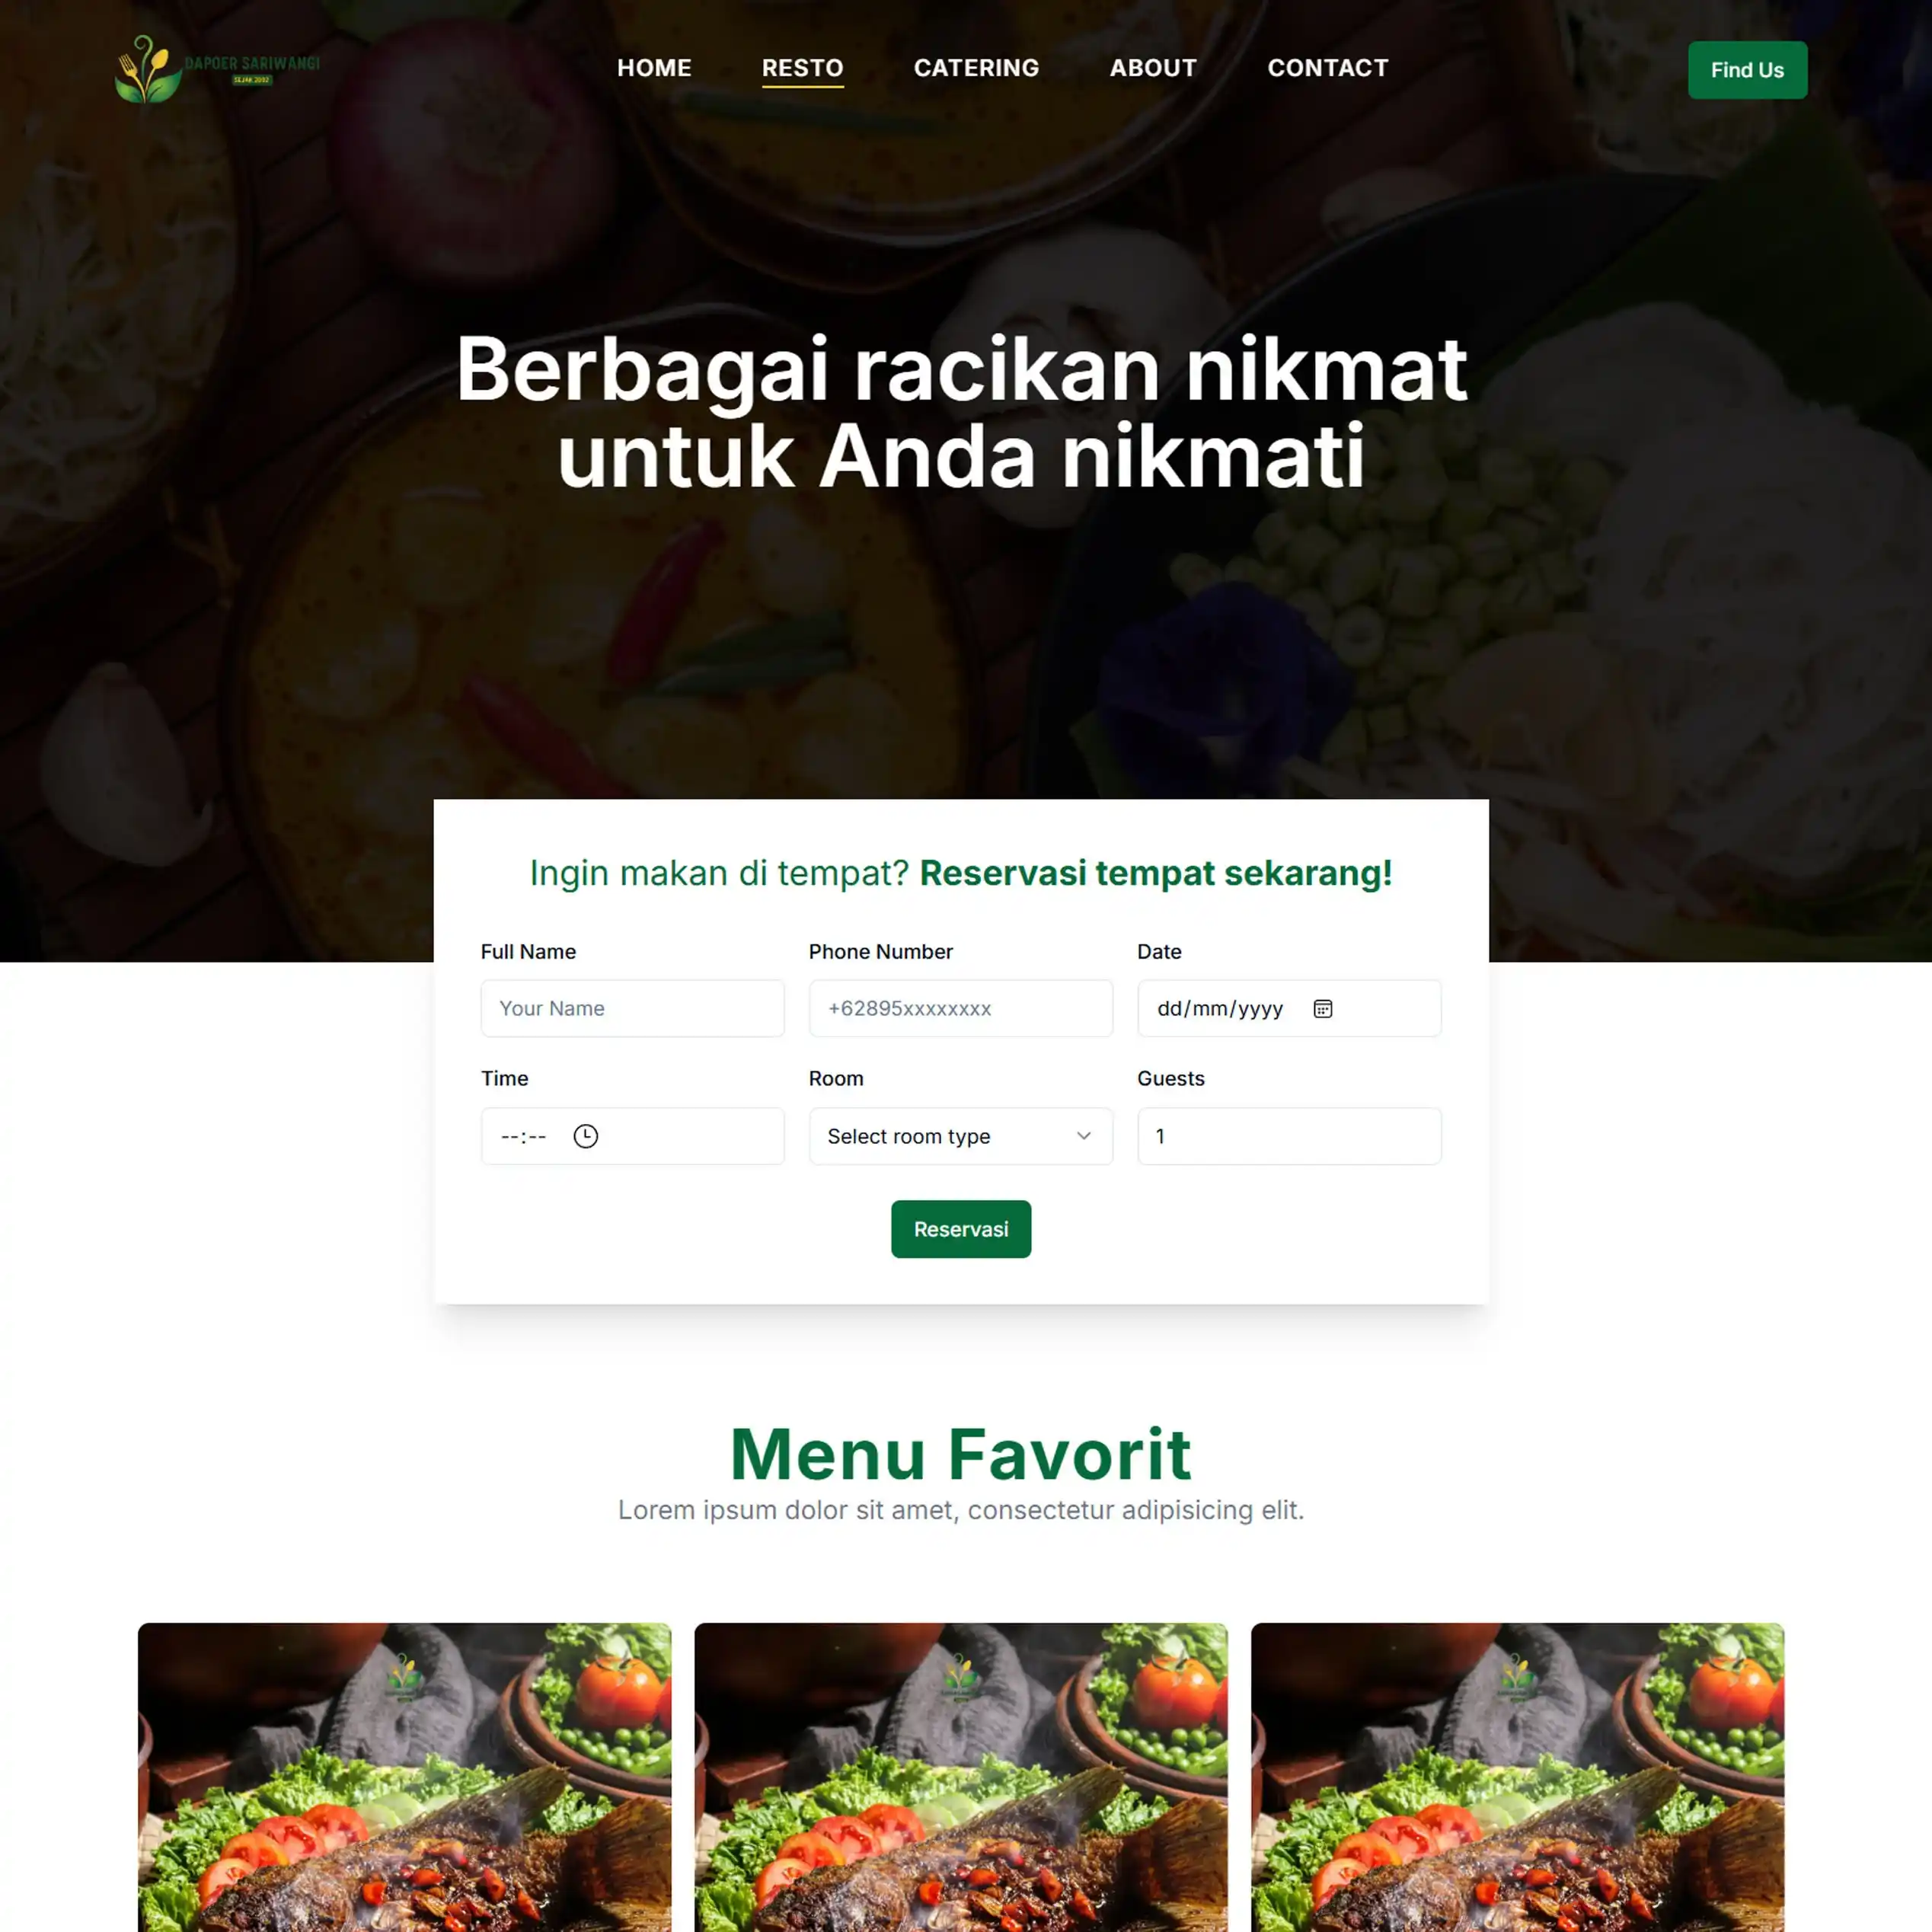 DAPOER SARIWANGI
SEJAK 2002
HOME
RESTO
CATERING
ABOUT
CONTACT
Find Us
Berbagai racikan nikmat
untuk Anda nikmati
Ingin makan di tempat? Reservasi tempat sekarang!
Full Name
Phone Number
Date
Your Name
+62895xxxxxxxx
dd/mm/yyyy
Time
Room
Guests
--:--
Select room type
1
Reservasi
Menu Favorit
Lorem ipsum dolor sit amet, consectetur adipisicing elit.